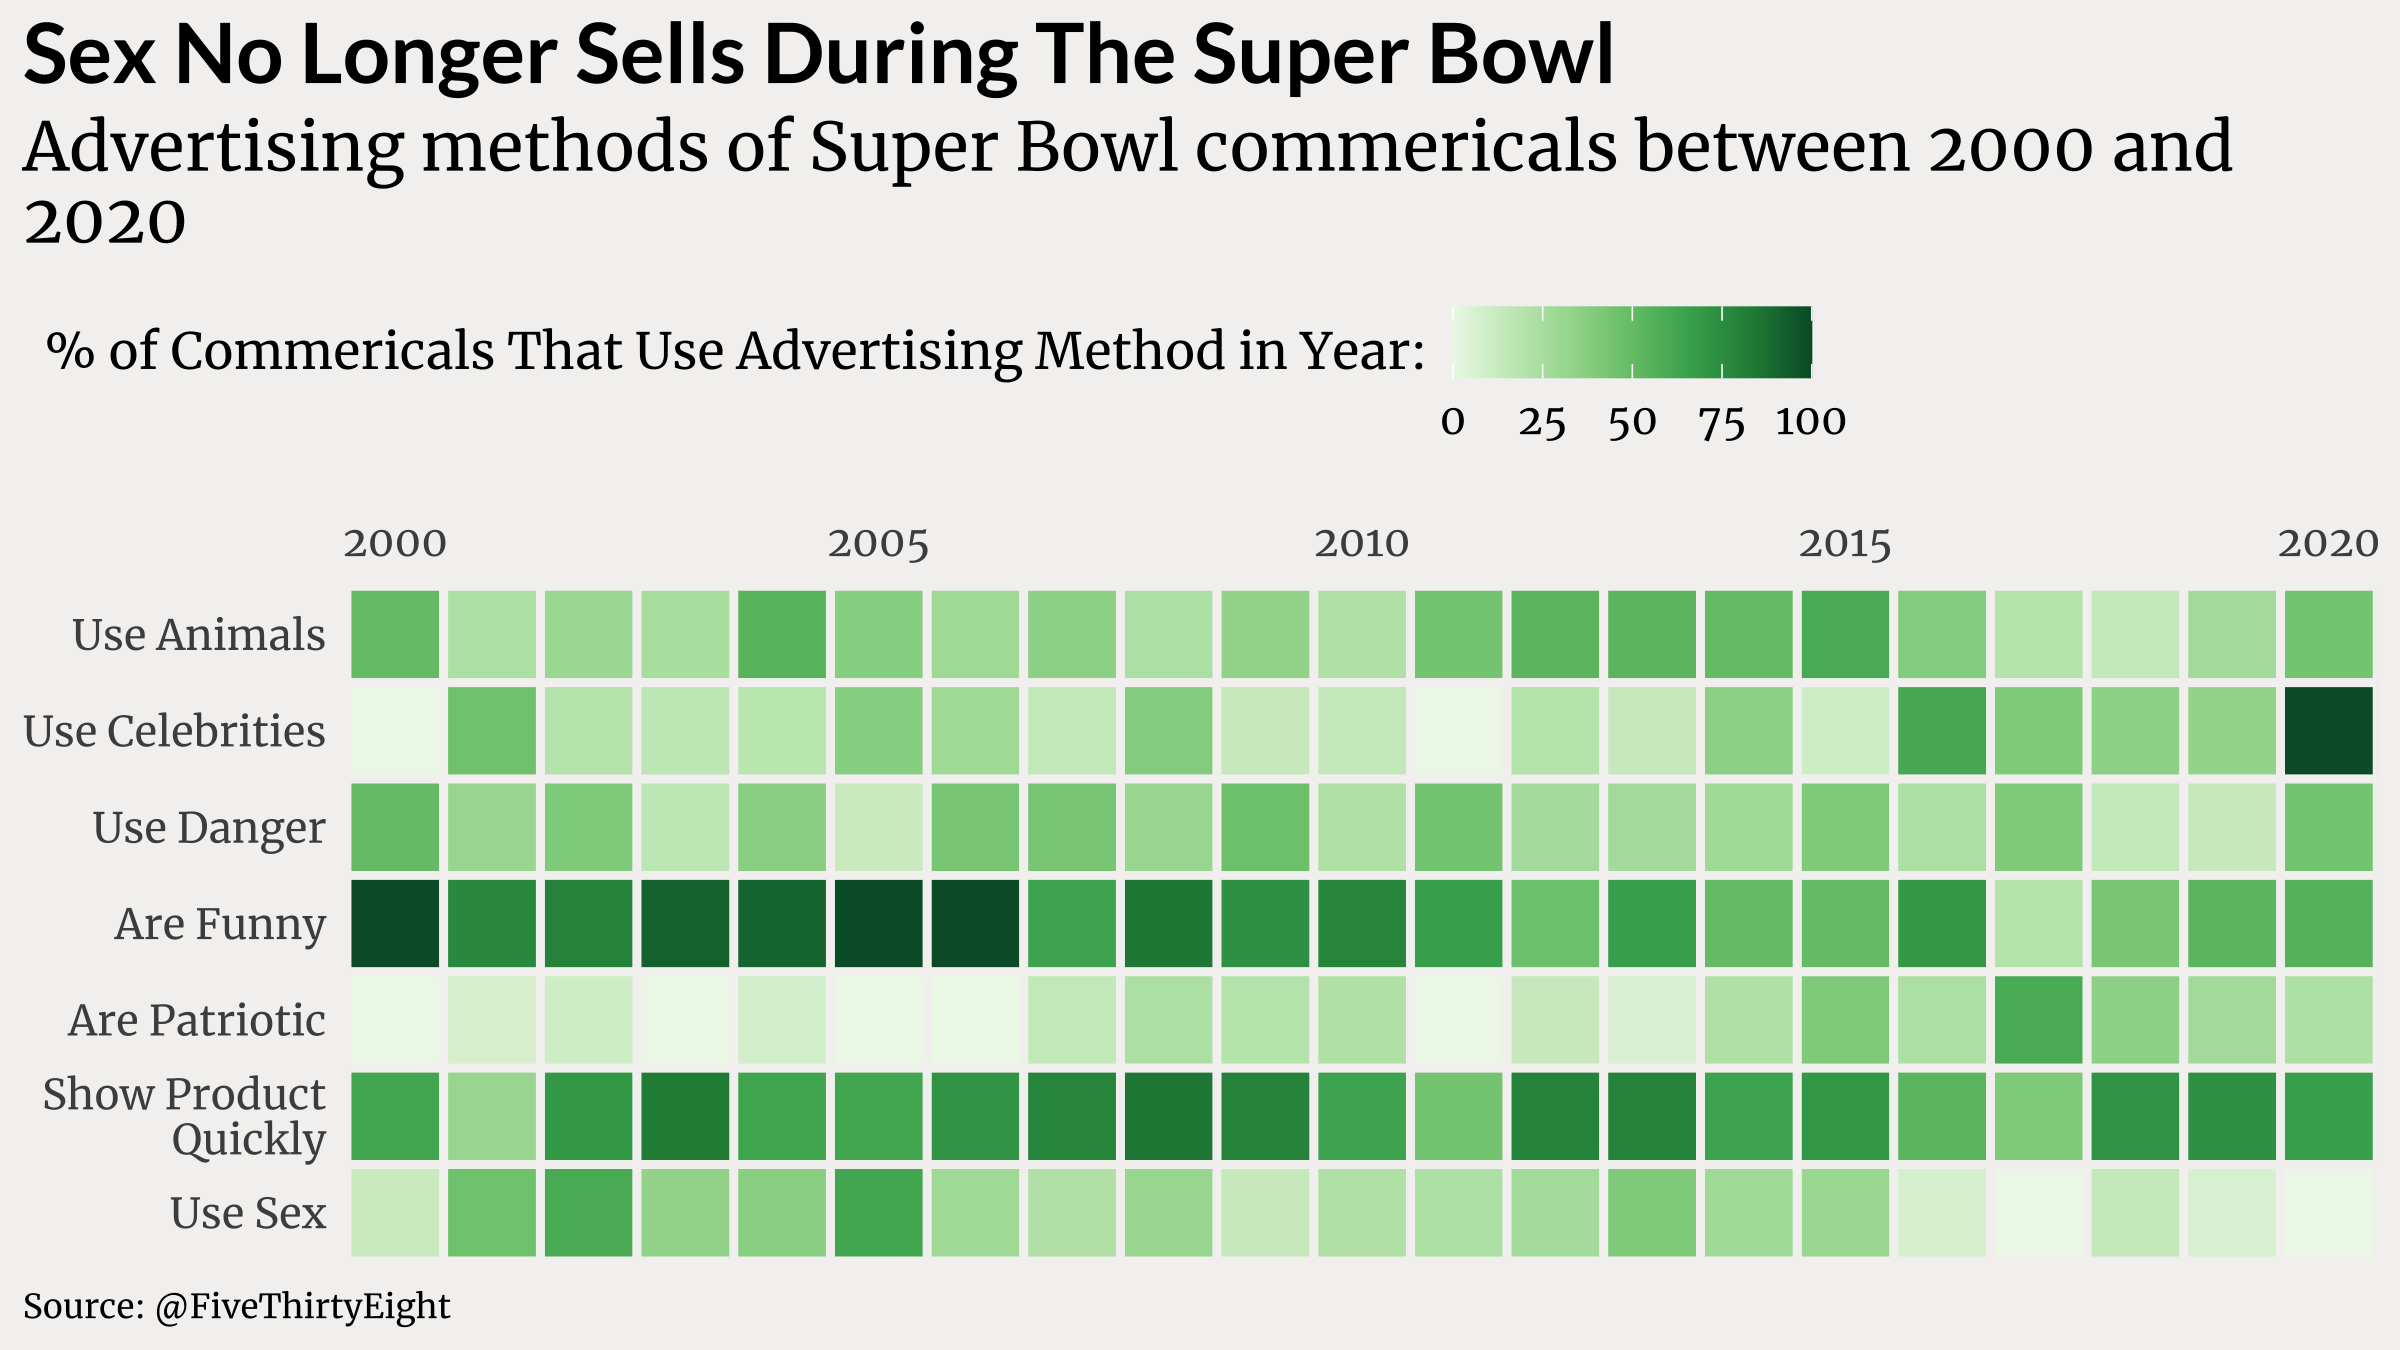 Sex No Longer Sells During The Super Bowl
Advertising methods of Super Bowl commericals between 2000 and
2020
% of Commericals That Use Advertising Method in Year:
0 25 50 75 100
2000 2005 2010 2015 2020
Use Animals
Use Celebrities
Use Danger
Are Funny
Are Patriotic
Show Product
Quickly
Use Sex
Source: @FiveThirtyEight